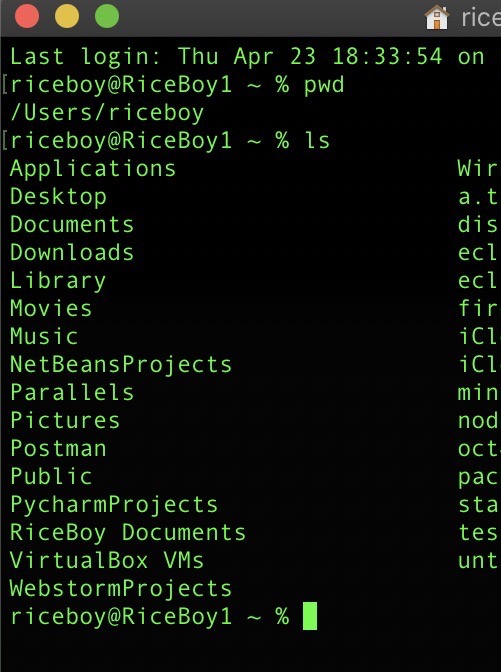 rice
Last login: Thu Apr 23 18:33:54 on
[riceboy@RiceBoy1 ~ % pwd
/Users/riceboy
[riceboy@RiceBoy1 ~ % ls
Applications Wir
Desktop a.t
Documents dis
Downloads ecl
Library ecl
Movies fir
Music iCl
NetBeansProjects iCl
Parallels min
Pictures nod
Postman oct
Public pac
PycharmProjects sta
RiceBoy Documents tes
VirtualBox VMs unt
WebstormProjects
riceboy@RiceBoy1 ~ %